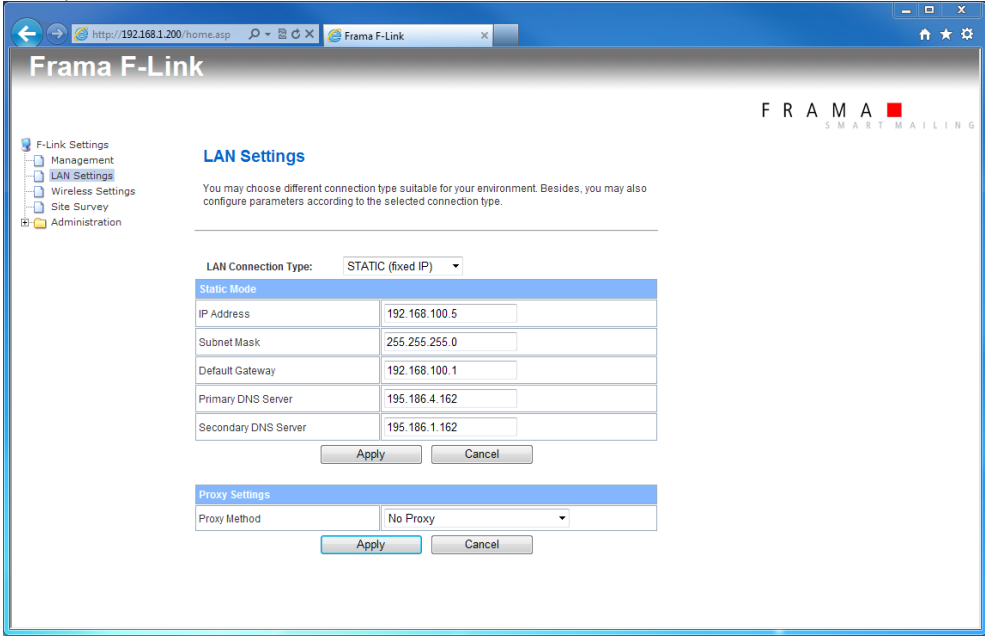 http://192.168.1.200/home.asp
Frama F-Link
Frama F-Link
FRAMA
SMART MAILING
F-Link Settings
Management
LAN Settings
Wireless Settings
Site Survey
Administration
LAN Settings
You may choose different connection type suitable for your environment. Besides, you may also
configure parameters according to the selected connection type.
LAN Connection Type: STATIC (fixed IP)
Static Mode
IP Address 192.168.100.5
Subnet Mask 255.255.255.0
Default Gateway 192.168.100.1
Primary DNS Server 195.186.4.162
Secondary DNS Server 195.186.1.162
Apply Cancel
Proxy Settings
Proxy Method No Proxy
Apply Cancel